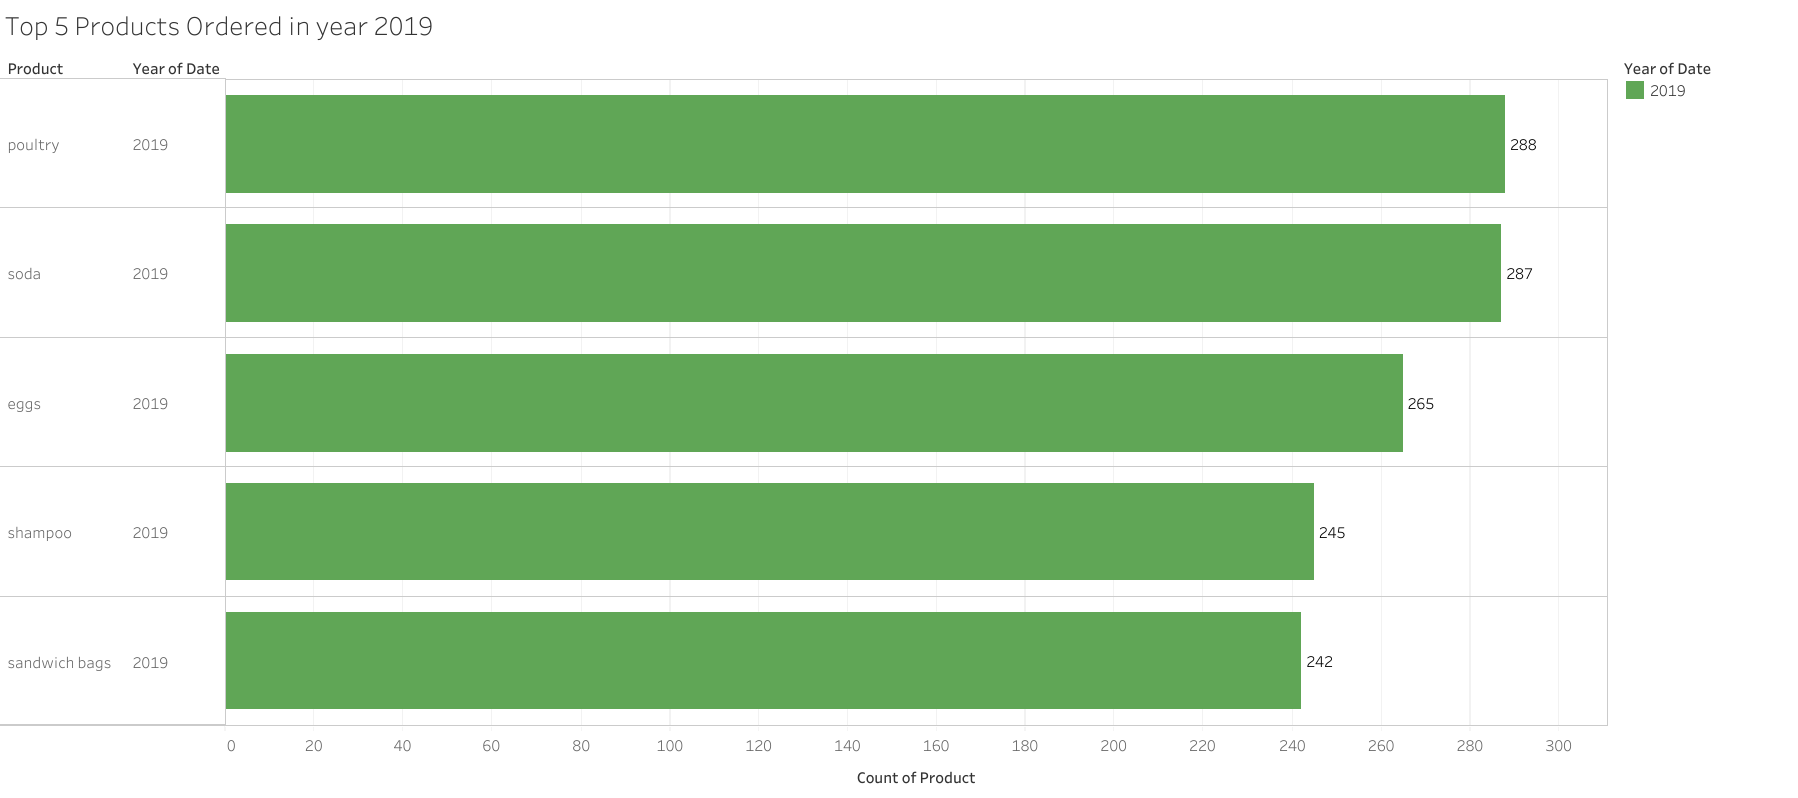 Top 5 Products Ordered in year 2019
Product Year of Date
Year of Date
2019
poultry 2019 288
soda 2019 287
eggs 2019 265
shampoo 2019 245
sandwich bags 2019 242
0 20 40 60 80 100 120 140 160 180 200 220 240 260 280 300
Count of Product